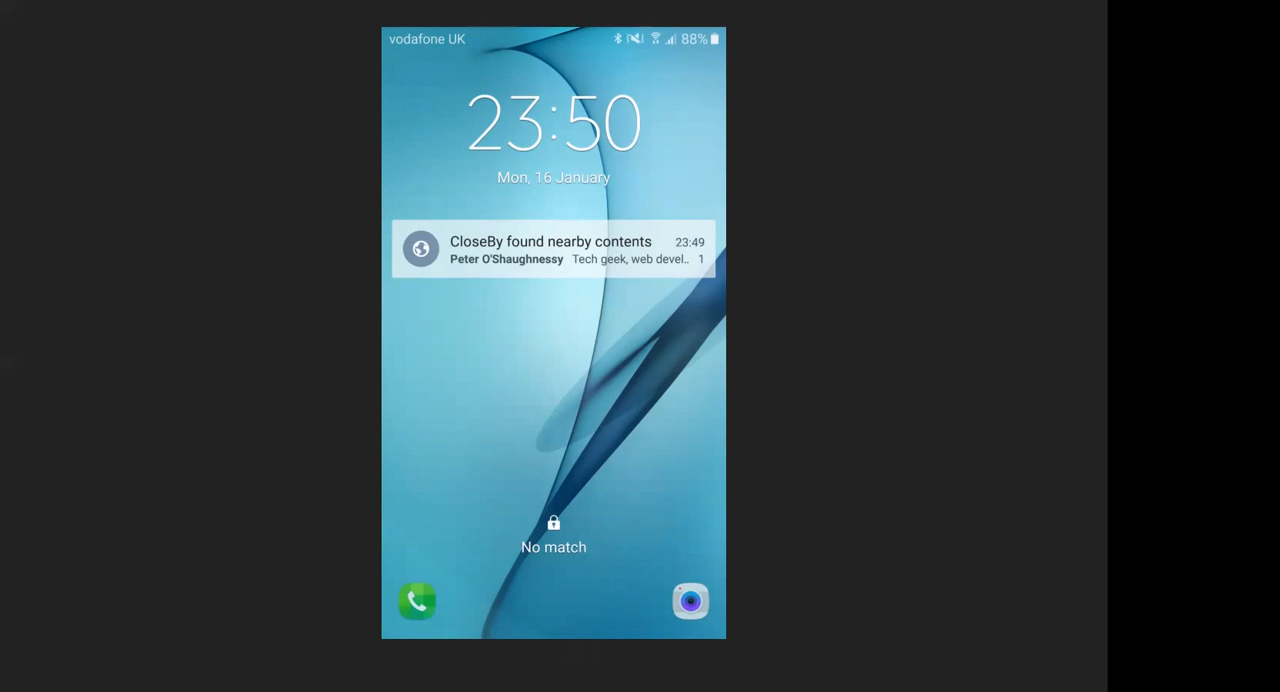 vodafone UK 88%
23:50
Mon, 16 January
CloseBy found nearby contents 23:49
Peter O'Shaughnessy Tech geek, web devel.. 1
No match